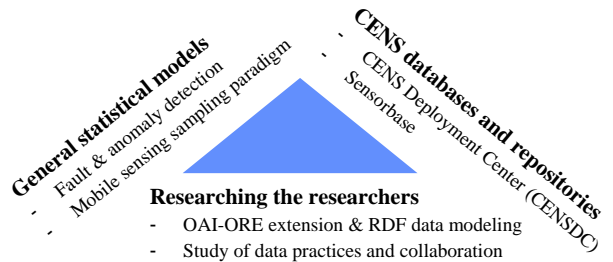 General statistical models
- Fault & anomaly detection
- Mobile sensing sampling paradigm
CENS databases and repositories
- CENS Deployment Center (CENSDC)
- Sensorbase
Researching the researchers
- OAI-ORE extension & RDF data modeling
- Study of data practices and collaboration